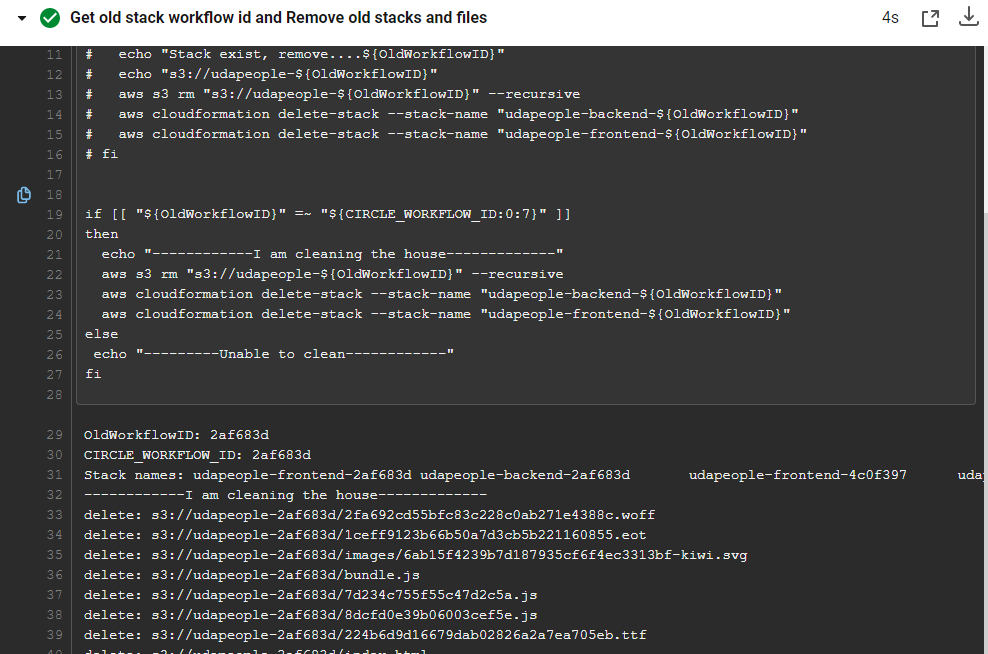 Get old stack workflow id and Remove old stacks and files
4s
11 #   echo "Stack exist, remove....${OldWorkflowID}"
12 #   echo "s3://udapeople-${OldWorkflowID}"
13 #   aws s3 rm "s3://udapeople-${OldWorkflowID}" --recursive
14 #   aws cloudformation delete-stack --stack-name "udapeople-backend-${OldWorkflowID}"
15 #   aws cloudformation delete-stack --stack-name "udapeople-frontend-${OldWorkflowID}"
16 # fi
17
18
19 if [[ "${OldWorkflowID}" =~ "${CIRCLE_WORKFLOW_ID:0:7}" ]]
20 then
21   echo "------------I am cleaning the house-------------"
22   aws s3 rm "s3://udapeople-${OldWorkflowID}" --recursive
23   aws cloudformation delete-stack --stack-name "udapeople-backend-${OldWorkflowID}"
24   aws cloudformation delete-stack --stack-name "udapeople-frontend-${OldWorkflowID}"
25 else
26  echo "---------Unable to clean------------"
27 fi
28
29 OldWorkflowID: 2af683d
30 CIRCLE_WORKFLOW_ID: 2af683d
31 Stack names: udapeople-frontend-2af683d udapeople-backend-2af683d       udapeople-frontend-4c0f397
32 ------------I am cleaning the house-------------
33 delete: s3://udapeople-2af683d/2fa692cd55bfc83c228c0ab271e4388c.woff
34 delete: s3://udapeople-2af683d/1ceff9123b66b50a7d3cb5b221160855.eot
35 delete: s3://udapeople-2af683d/images/6ab15f4239b7d187935cf6f4ec3313bf-kiwi.svg
36 delete: s3://udapeople-2af683d/bundle.js
37 delete: s3://udapeople-2af683d/7d234c755f55c47d2c5a.js
38 delete: s3://udapeople-2af683d/8dcfd0e39b06003cef5e.js
39 delete: s3://udapeople-2af683d/224b6d9d16679dab02826a2a7ea705eb.ttf